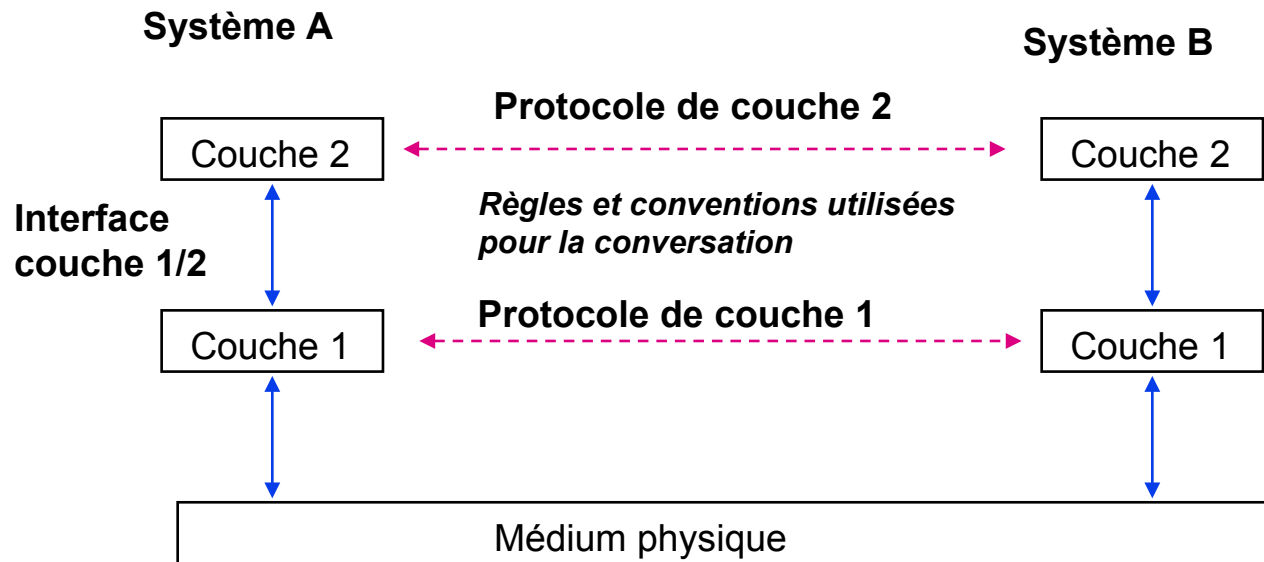 Système A
Système B
Protocole de couche 2
Couche 2
Couche 2
Règles et conventions utilisées
pour la conversation
Interface
couche 1/2
Protocole de couche 1
Couche 1
Couche 1
Médium physique